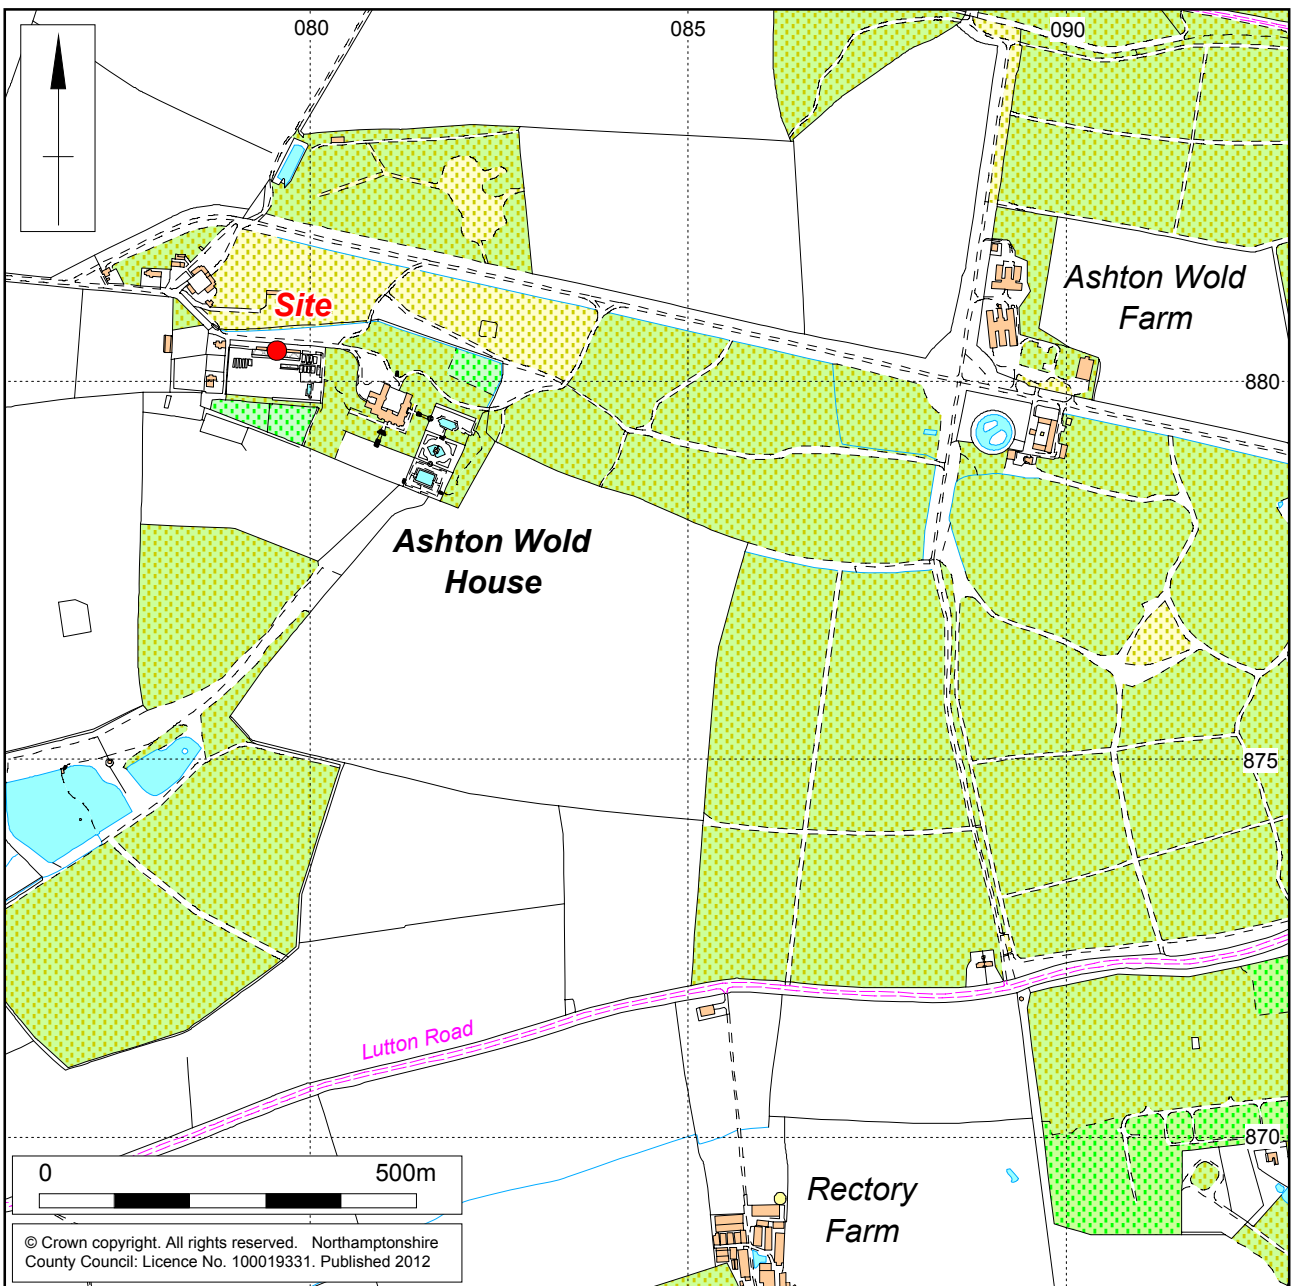 080
085
090
Ashton Wold
Farm
Site
880
Ashton Wold
House
875
Lutton Road
870
0
500m
Rectory
Farm
© Crown copyright. All rights reserved. Northamptonshire
County Council: Licence No. 100019331. Published 2012